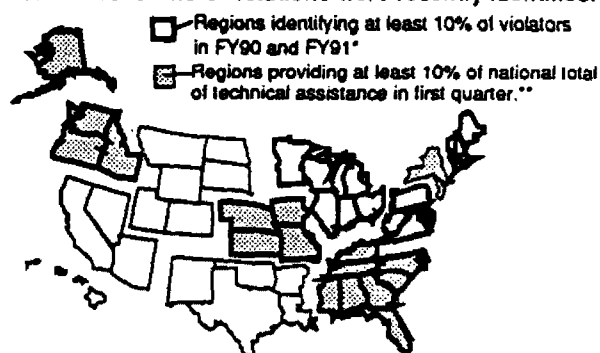 Regions identifying at least 10% of violators
in FY90 and FY91*
Regions providing at least 10% of national total
of technical assistance in first quarter.**